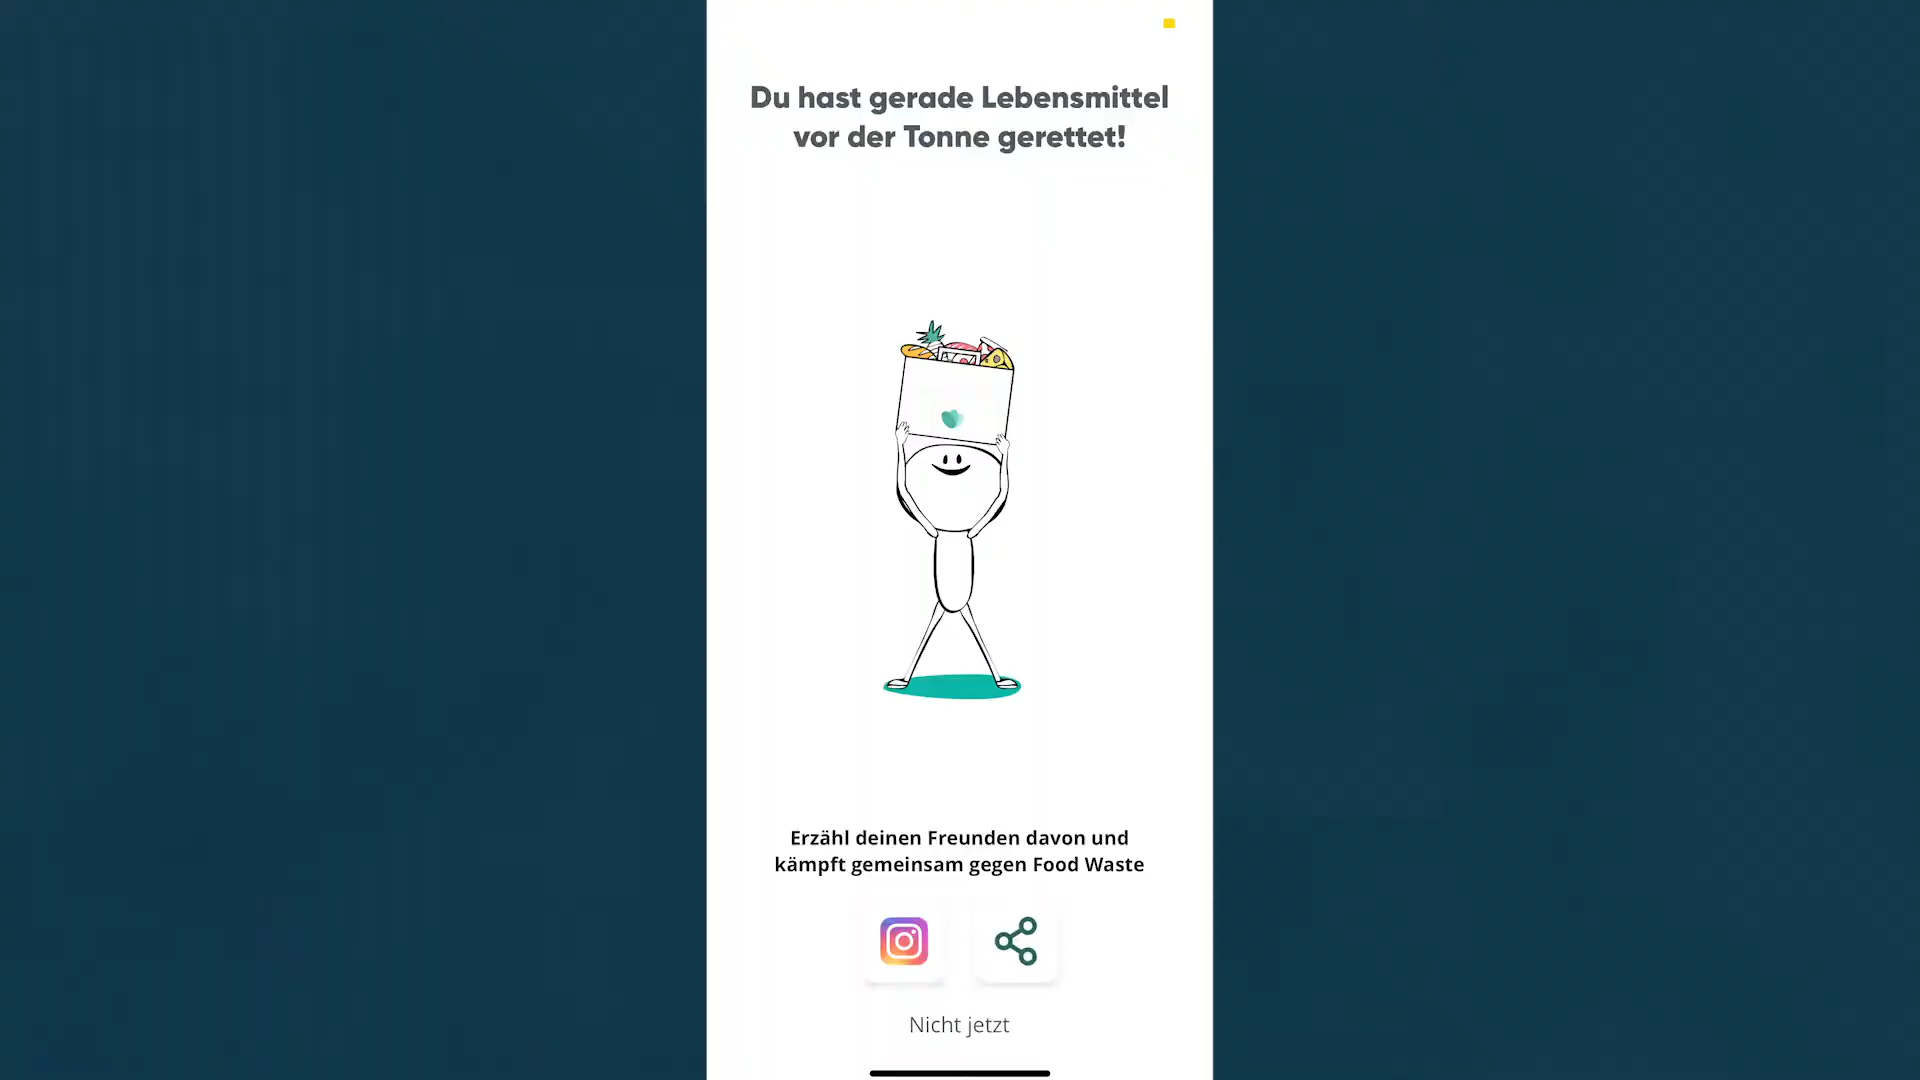 Du hast gerade Lebensmittel
vor der Tonne gerettet!
Erzähl deinen Freunden davon und
kämpft gemeinsam gegen Food Waste
Nicht jetzt